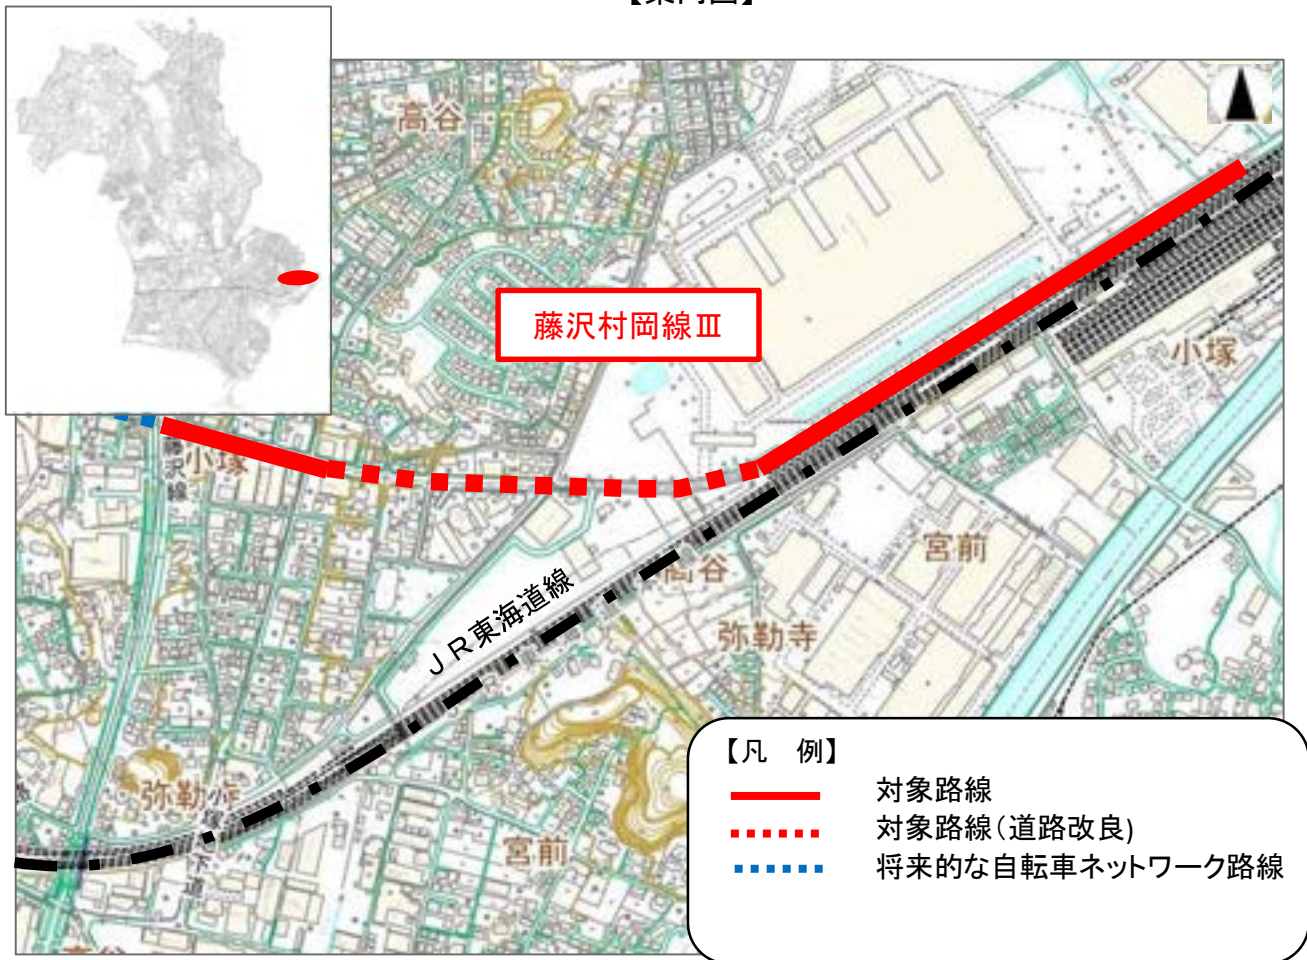 【案内図】
高谷
藤沢村岡線Ⅲ
小塚
小塚
藤沢線
宮前
高谷
ＪＲ東海道線
弥勒寺
弥勒寺
宮前
下道
【凡　例】
対象路線
対象路線（道路改良)
将来的な自転車ネットワーク路線